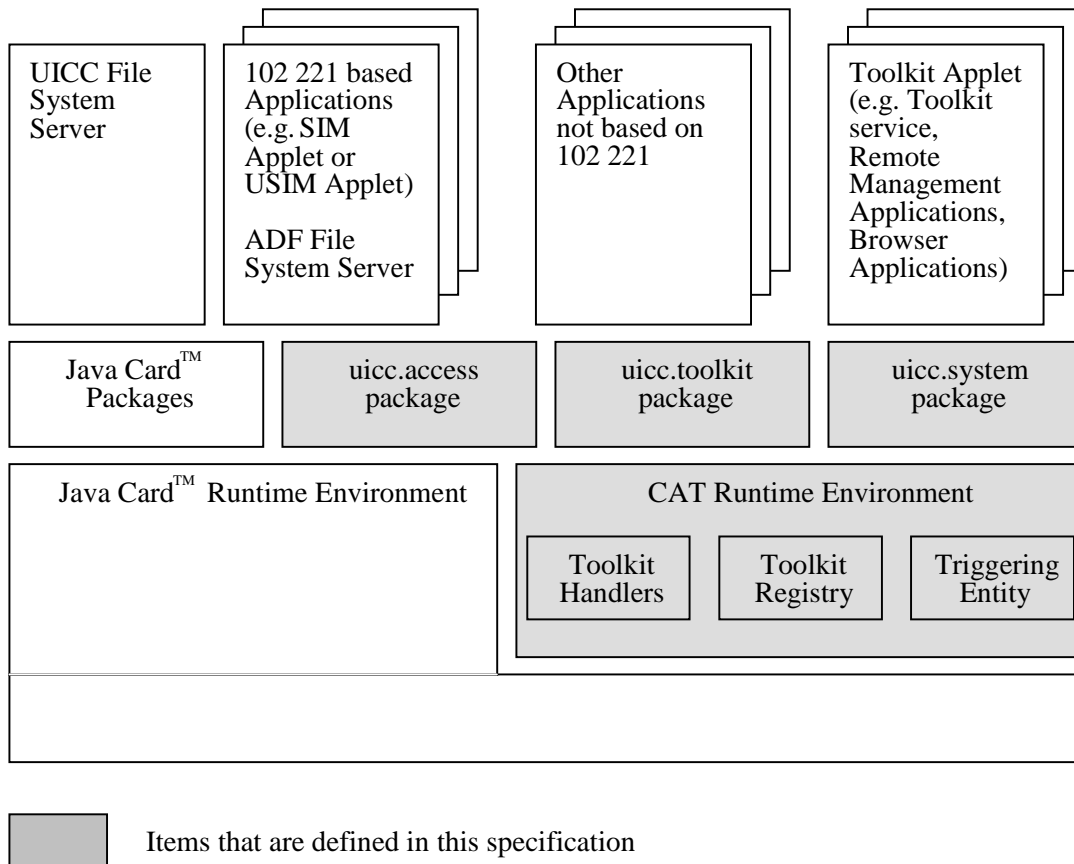 UICC File
System
Server
102 221 based
Applications
(e.g. SIM
Applet or
USIM Applet)
ADF File
System Server
Other
Applications
not based on
102 221
Toolkit Applet
(e.g. Toolkit
service,
Remote
Management
Applications,
Browser
Applications)
Java Card™
Packages
uicc.access
package
uicc.toolkit
package
uicc.system
package
Java Card™ Runtime Environment
CAT Runtime Environment
Toolkit
Handlers
Toolkit
Registry
Triggering
Entity
Items that are defined in this specification